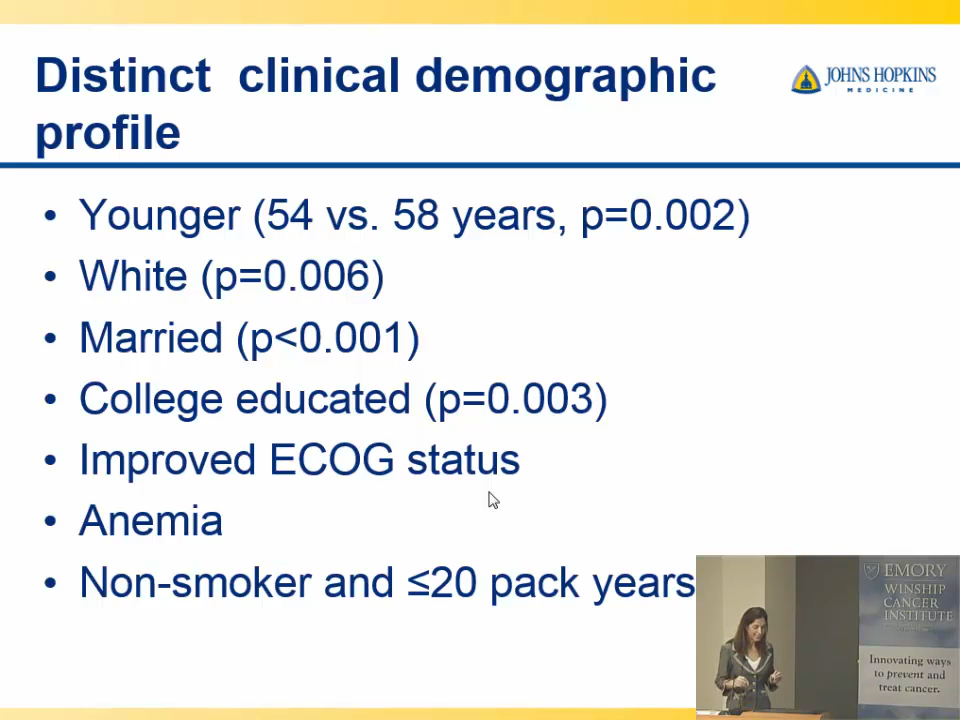 Distinct clinical demographic
profile
JOHNS HOPKINS
MEDICINE
• Younger (54 vs. 58 years, p=0.002)
• White (p=0.006)
• Married (p<0.001)
• College educated (p=0.003)
• Improved ECOG status
• Anemia
• Non-smoker and ≤20 pack years
EMORY
WINSHIP
CANCER
INSTITUTE
Innovating ways
to prevent and
treat cancer.